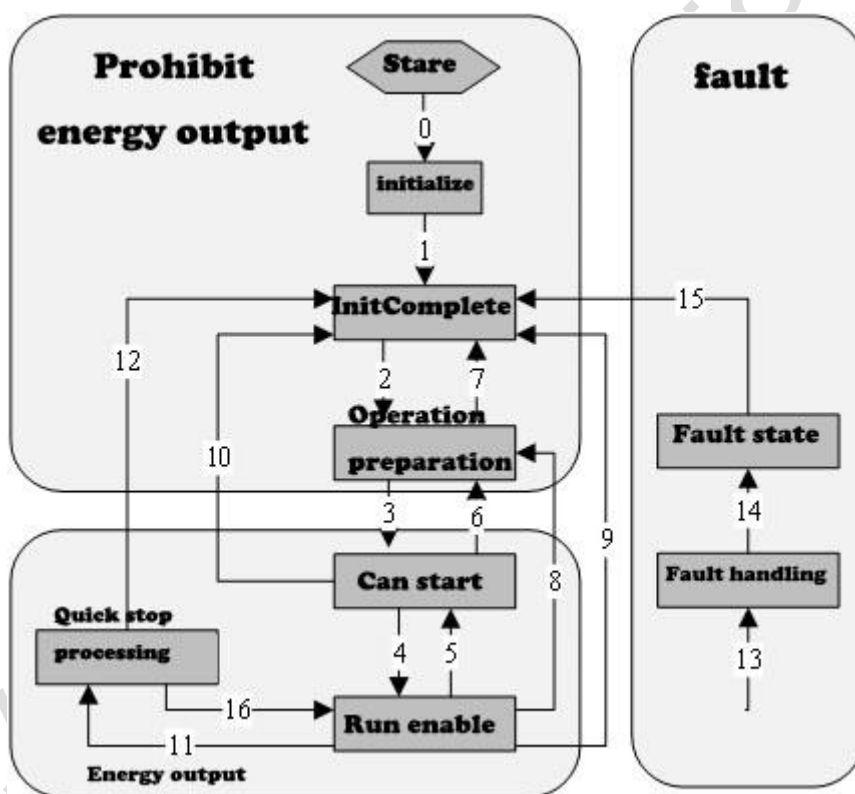 Prohibit
energy output
Stare
fault
0
initialize
1
InitComplete
15
12
2
7
10
Operation
preparation
Fault state
3
6
14
9
8
Can start
Fault handling
Quick stop
processing
4
5
13
16
Run enable
11
Energy output